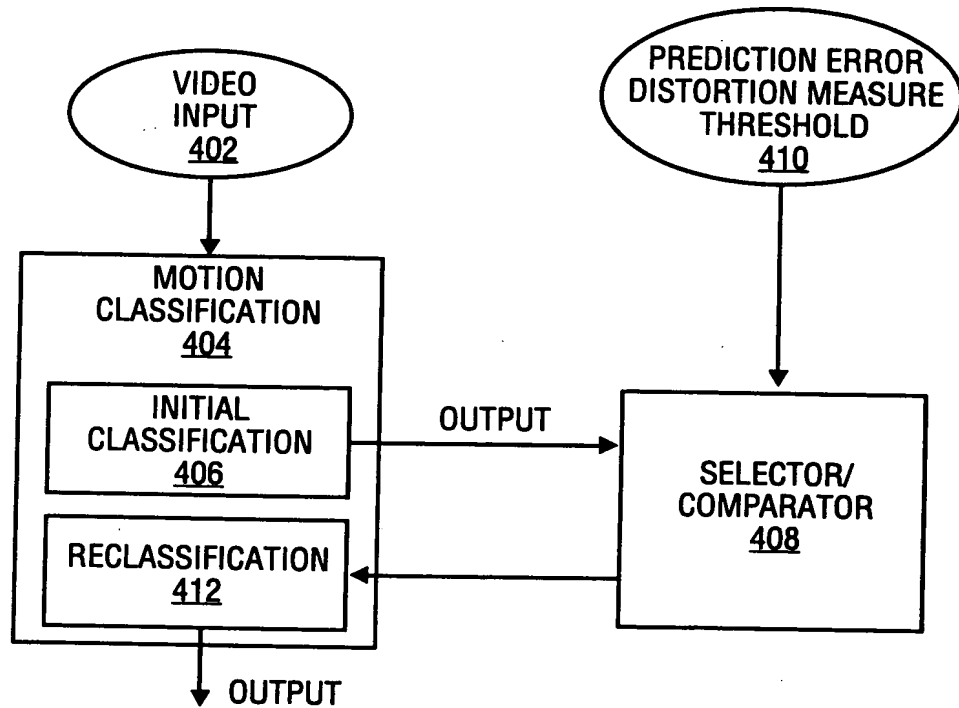 VIDEO
INPUT
402
PREDICTION ERROR
DISTORTION MEASURE
THRESHOLD
410
MOTION
CLASSIFICATION
404
INITIAL
CLASSIFICATION
406
OUTPUT
SELECTOR/
COMPARATOR
408
RECLASSIFICATION
412
OUTPUT